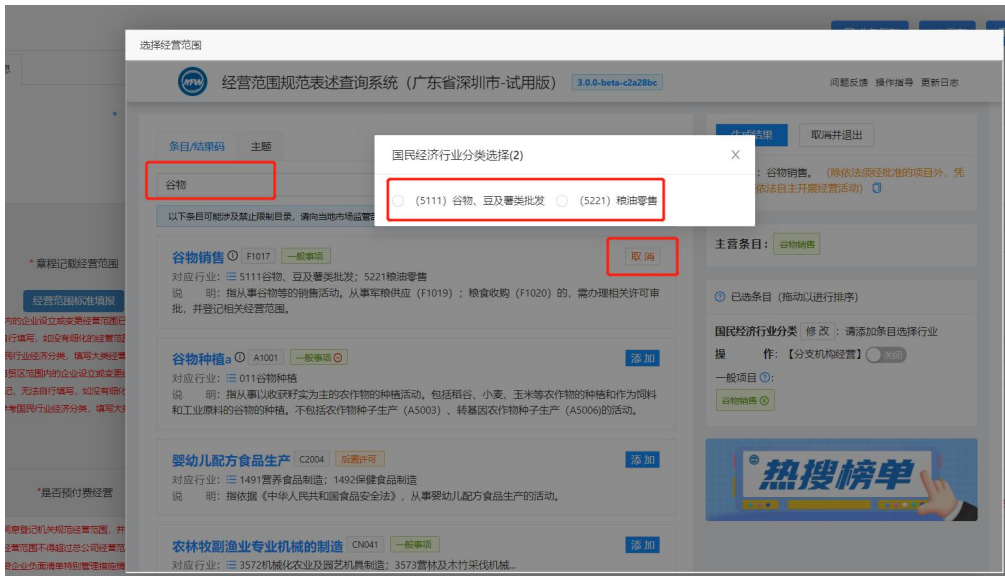 选择经营范围
经营范围规范表述查询系统（广东省深圳市-试用版）
3.0.0-beta-c2a28bc
问题反馈 操作指导 更新日志
条目/结果码 主题
生成结果 取消并退出
国民经济行业分类选择(2)
(5111) 谷物、豆及薯类批发 (5221) 粮油零售
谷物
：谷物销售。（除依法须经批准的项目外，凭
依法自主开展经营活动）
以下条目可能涉及禁止限制目录，请向当地市场监管
谷物销售 F1017 一般事项
取消
对应行业: 5111谷物、豆及薯类批发；5221粮油零售
说 明: 指从事谷物等的销售活动。从事军粮供应（F1019）；粮食收购（F1020）的，需办理相关许可审
批，并登记相关经营范围。
主营条目： 谷物销售
* 章程记载经营范围
经营范围标准填报
已选条目（拖动以进行排序）
国民经济行业分类 修改 ：请添加条目选择行业
操 作：【分支机构经营】 关闭
一般项目 :
谷物销售
谷物种植a A1001 一般事项
添加
对应行业: 011谷物种植
说 明: 指从事以收获籽实为主的农作物的种植活动。包括稻谷、小麦、玉米等农作物的种植和作为饲料
和工业原料的谷物的种植。不包括农作物种子生产（A5003）、转基因农作物种子生产（A5006)的活动。
婴幼儿配方食品生产 C2004 后置许可
添加
对应行业: 1491营养食品制造；1492保健食品制造
说 明: 指依据《中华人民共和国食品安全法》，从事婴幼儿配方食品生产的活动。
热搜榜单
*是否预付费经营
农林牧副渔业专业机械的制造 CN041 一般事项
添加
对应行业: 3572机械化农业及园艺机具制造；3573营林及木竹采伐机械...